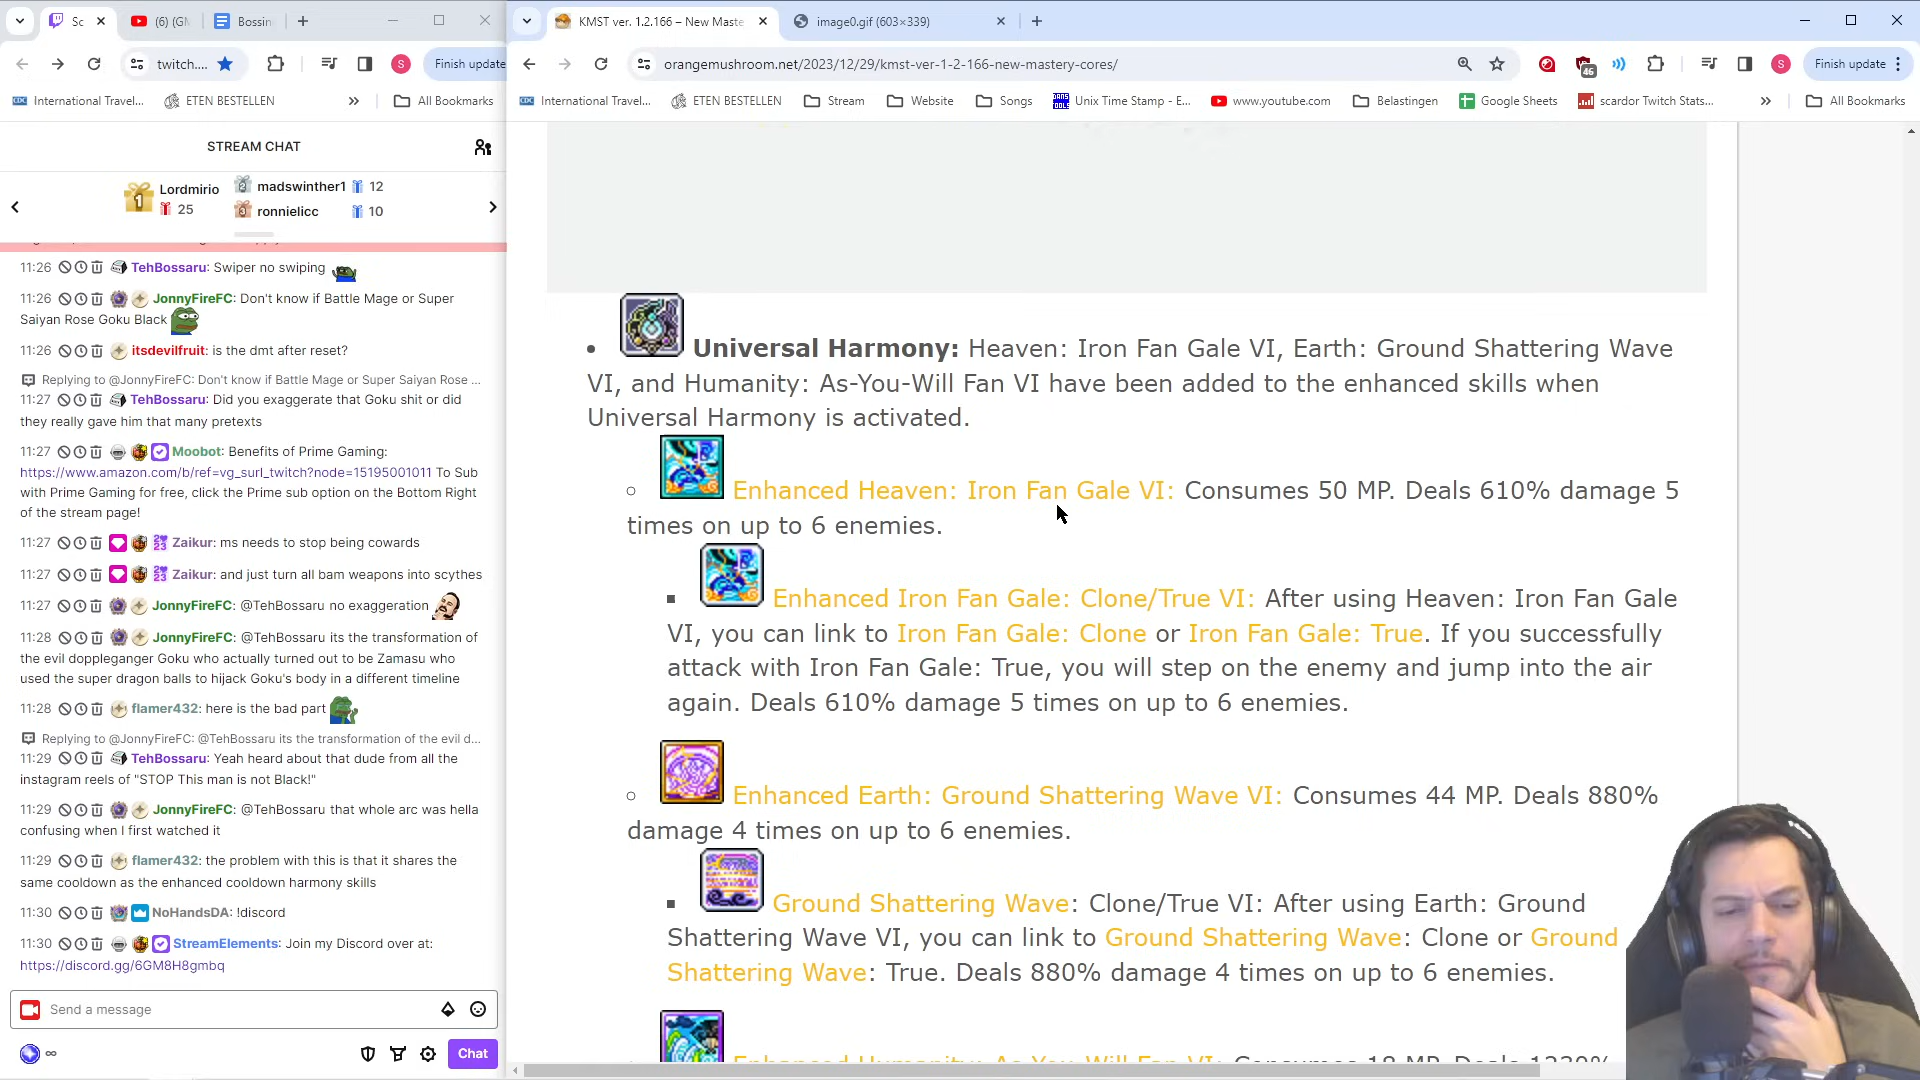 Sc
(6) (GM
Bossin
twitch....
S
Finish update
International Travel...
ETEN BESTELLEN
»
All Bookmarks
STREAM CHAT
1
Lordmirio
25
2
madswinther1
12
3
ronnielicc
10
11:26 TehBossaru: Swiper no swiping
11:26 JonnyFireFC: Don't know if Battle Mage or Super
Saiyan Rose Goku Black
11:26 itsdevilfruit: is the dmt after reset?
Replying to @JonnyFireFC: Don't know if Battle Mage or Super Saiyan Rose ...
11:27 TehBossaru: Did you exaggerate that Goku shit or did
they really gave him that many pretexts
11:27 Moobot: Benefits of Prime Gaming:
https://www.amazon.com/b/ref=vg_surl_twitch?node=15195001011 To Sub
with Prime Gaming for free, click the Prime sub option on the Bottom Right
of the stream page!
11:27 Zaikur: ms needs to stop being cowards
11:27 Zaikur: and just turn all bam weapons into scythes
11:27 JonnyFireFC: @TehBossaru no exaggeration
11:28 JonnyFireFC: @TehBossaru its the transformation of
the evil doppleganger Goku who actually turned out to be Zamasu who
used the super dragon balls to hijack Goku's body in a different timeline
11:28 flamer432: here is the bad part
Replying to @JonnyFireFC: @TehBossaru its the transformation of the evil d...
11:29 TehBossaru: Yeah heard about that dude from all the
instagram reels of "STOP This man is not Black!"
11:29 JonnyFireFC: @TehBossaru that whole arc was hella
confusing when I first watched it
11:29 flamer432: the problem with this is that it shares the
same cooldown as the enhanced cooldown harmony skills
11:30 NoHandsDA: !discord
11:30 StreamElements: Join my Discord over at:
https://discord.gg/6GM8H8gmbq
Send a message
∞
Chat
KMST ver. 1.2.166 – New Maste
image0.gif (603×339)
orangemushroom.net/2023/12/29/kmst-ver-1-2-166-new-mastery-cores/
46
S
Finish update
International Travel...
ETEN BESTELLEN
Stream
Website
Songs
Unix Time Stamp - E...
www.youtube.com
Belastingen
Google Sheets
scardor Twitch Stats...
»
All Bookmarks
• Universal Harmony: Heaven: Iron Fan Gale VI, Earth: Ground Shattering Wave
VI, and Humanity: As-You-Will Fan VI have been added to the enhanced skills when
Universal Harmony is activated.
Enhanced Heaven: Iron Fan Gale VI: Consumes 50 MP. Deals 610% damage 5
times on up to 6 enemies.
Enhanced Iron Fan Gale: Clone/True VI: After using Heaven: Iron Fan Gale
VI, you can link to Iron Fan Gale: Clone or Iron Fan Gale: True. If you successfully
attack with Iron Fan Gale: True, you will step on the enemy and jump into the air
again. Deals 610% damage 5 times on up to 6 enemies.
Enhanced Earth: Ground Shattering Wave VI: Consumes 44 MP. Deals 880%
damage 4 times on up to 6 enemies.
Ground Shattering Wave: Clone/True VI: After using Earth: Ground
Shattering Wave VI, you can link to Ground Shattering Wave: Clone or Ground
Shattering Wave: True. Deals 880% damage 4 times on up to 6 enemies.
Enhanced Humanity: As-You-Will Fan VI: Consumes 18 MP. Deals 1320%